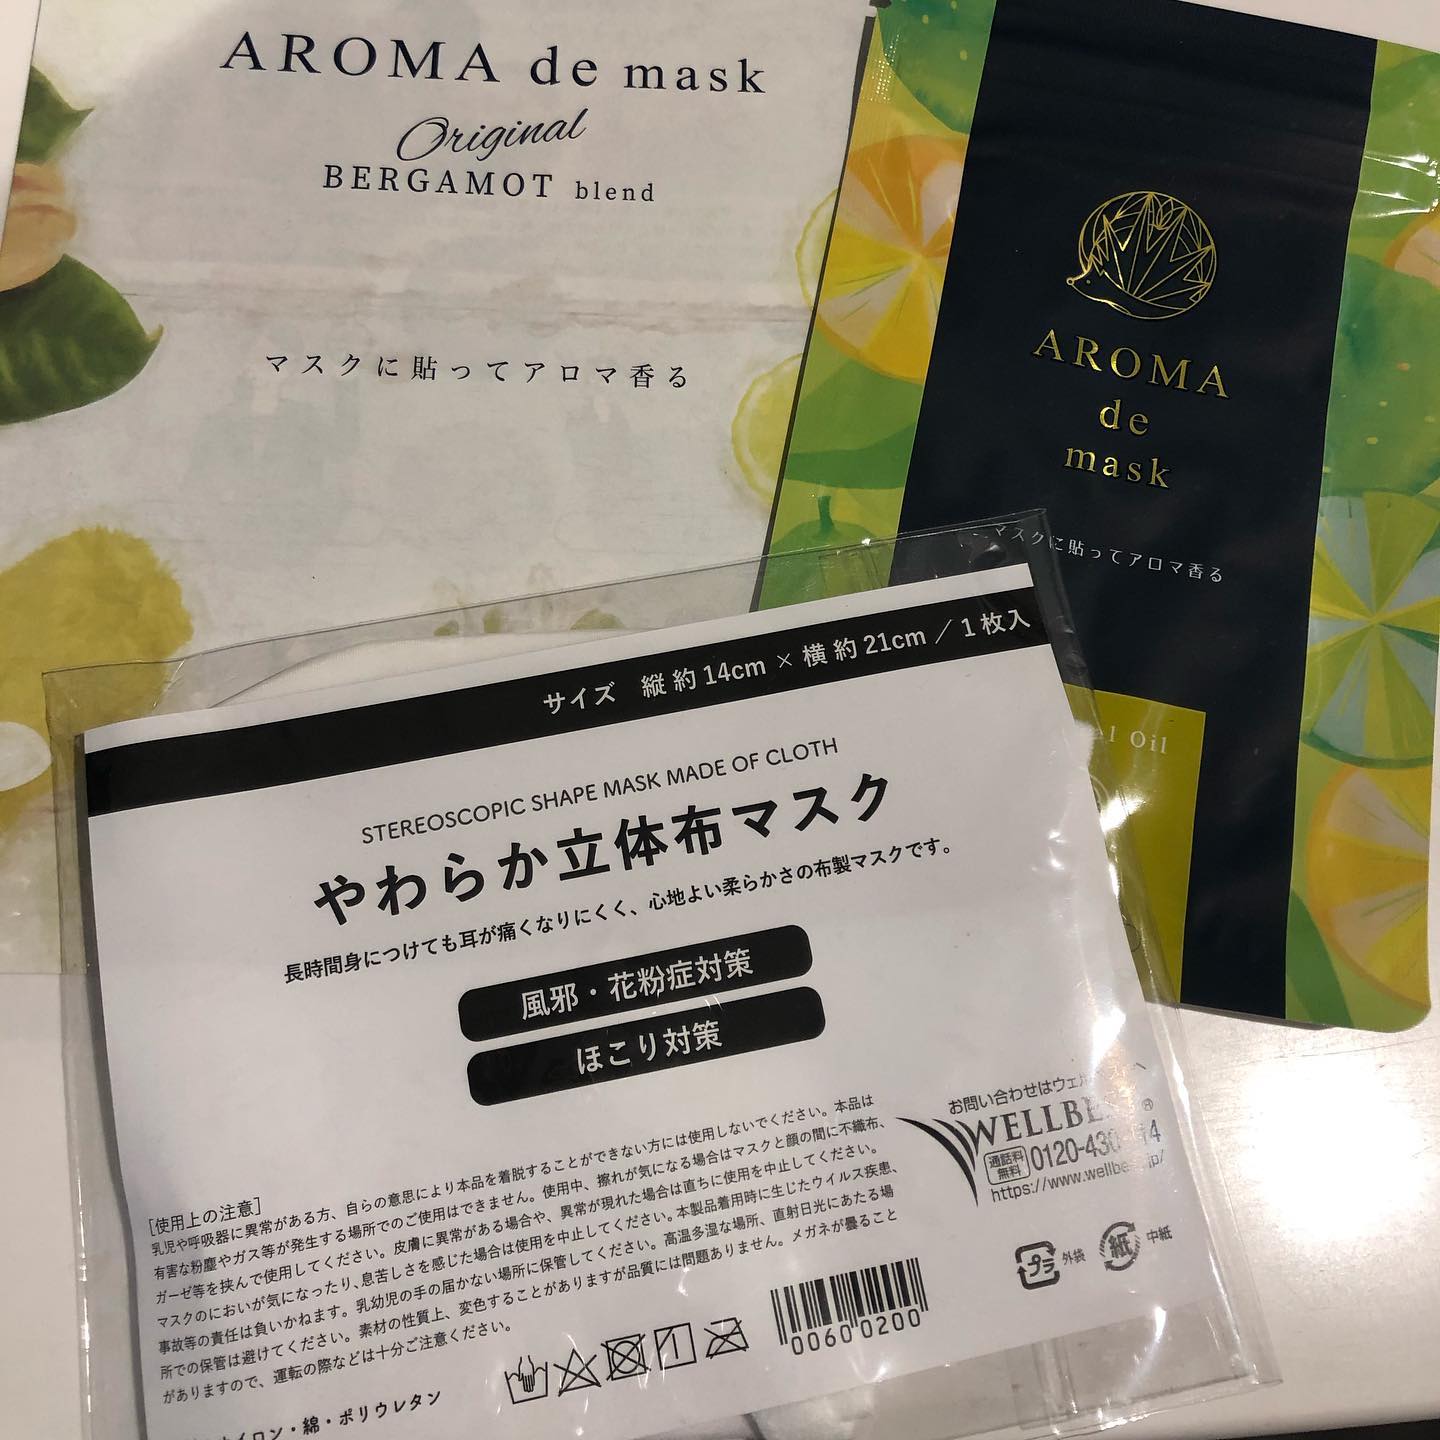 AROMA de mask
Original
BERGAMOT blend
マスクに貼ってアロマ香る
AROMA
de
mask
マスクに貼ってアロマ香る
Oil
サイズ 縦 約 14cm × 横 約 21cm / 1 枚入
STEREOSCOPIC SHAPE MASK MADE OF CLOTH
やわらか立体布マスク
長時間身につけても耳が痛くなりにくく、心地よい柔らかさの布製マスクです。
風邪・花粉症対策
ほこり対策
[使用上の注意]
乳児や呼吸器に異常がある方、自らの意思により本品を着脱することができない方には使用しないでください。本品は
有害な粉塵やガス等が発生する場所でのご使用はできません。使用中、擦れが気になる場合はマスクと顔の間に不織布、
ガーゼ等を挟んで使用してください。皮膚に異常がある場合や、異常が現れた場合は直ちに使用を中止してください。
マスクのにおいが気になったり、息苦しさを感じた場合は使用を中止してください。本製品着用時に生じたウイルス疾患、
事故等の責任は負いかねます。乳幼児の手の届かない場所に保管してください。高温多湿な場所、直射日光にあたる場
所での保管は避けてください。素材の性質上、変色することがありますが品質には問題ありません。メガネが曇ること
がありますので、運転の際などは十分ご注意ください。
イロン・綿・ポリウレタン
お問い合わせは
通話料
無料
プラ 外袋
紙 中紙
00600200